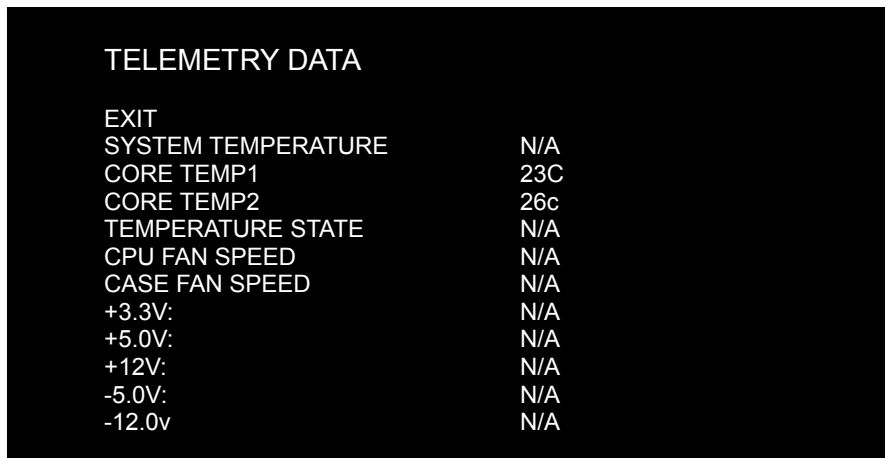 TELEMETRY DATA
EXIT
SYSTEM TEMPERATURE N/A
CORE TEMP1 23C
CORE TEMP2 26c
TEMPERATURE STATE N/A
CPU FAN SPEED N/A
CASE FAN SPEED N/A
+3.3V: N/A
+5.0V: N/A
+12V: N/A
-5.0V: N/A
-12.0v N/A